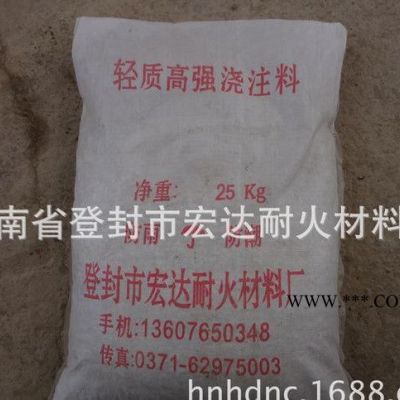 轻质高强浇注料
净重: 25 Kg
南省登封市宏达耐火材料
登封市宏达耐火材料厂
www.***.co
手机:13607650348
传真:0371-62975003
hnhdnc.1688.c